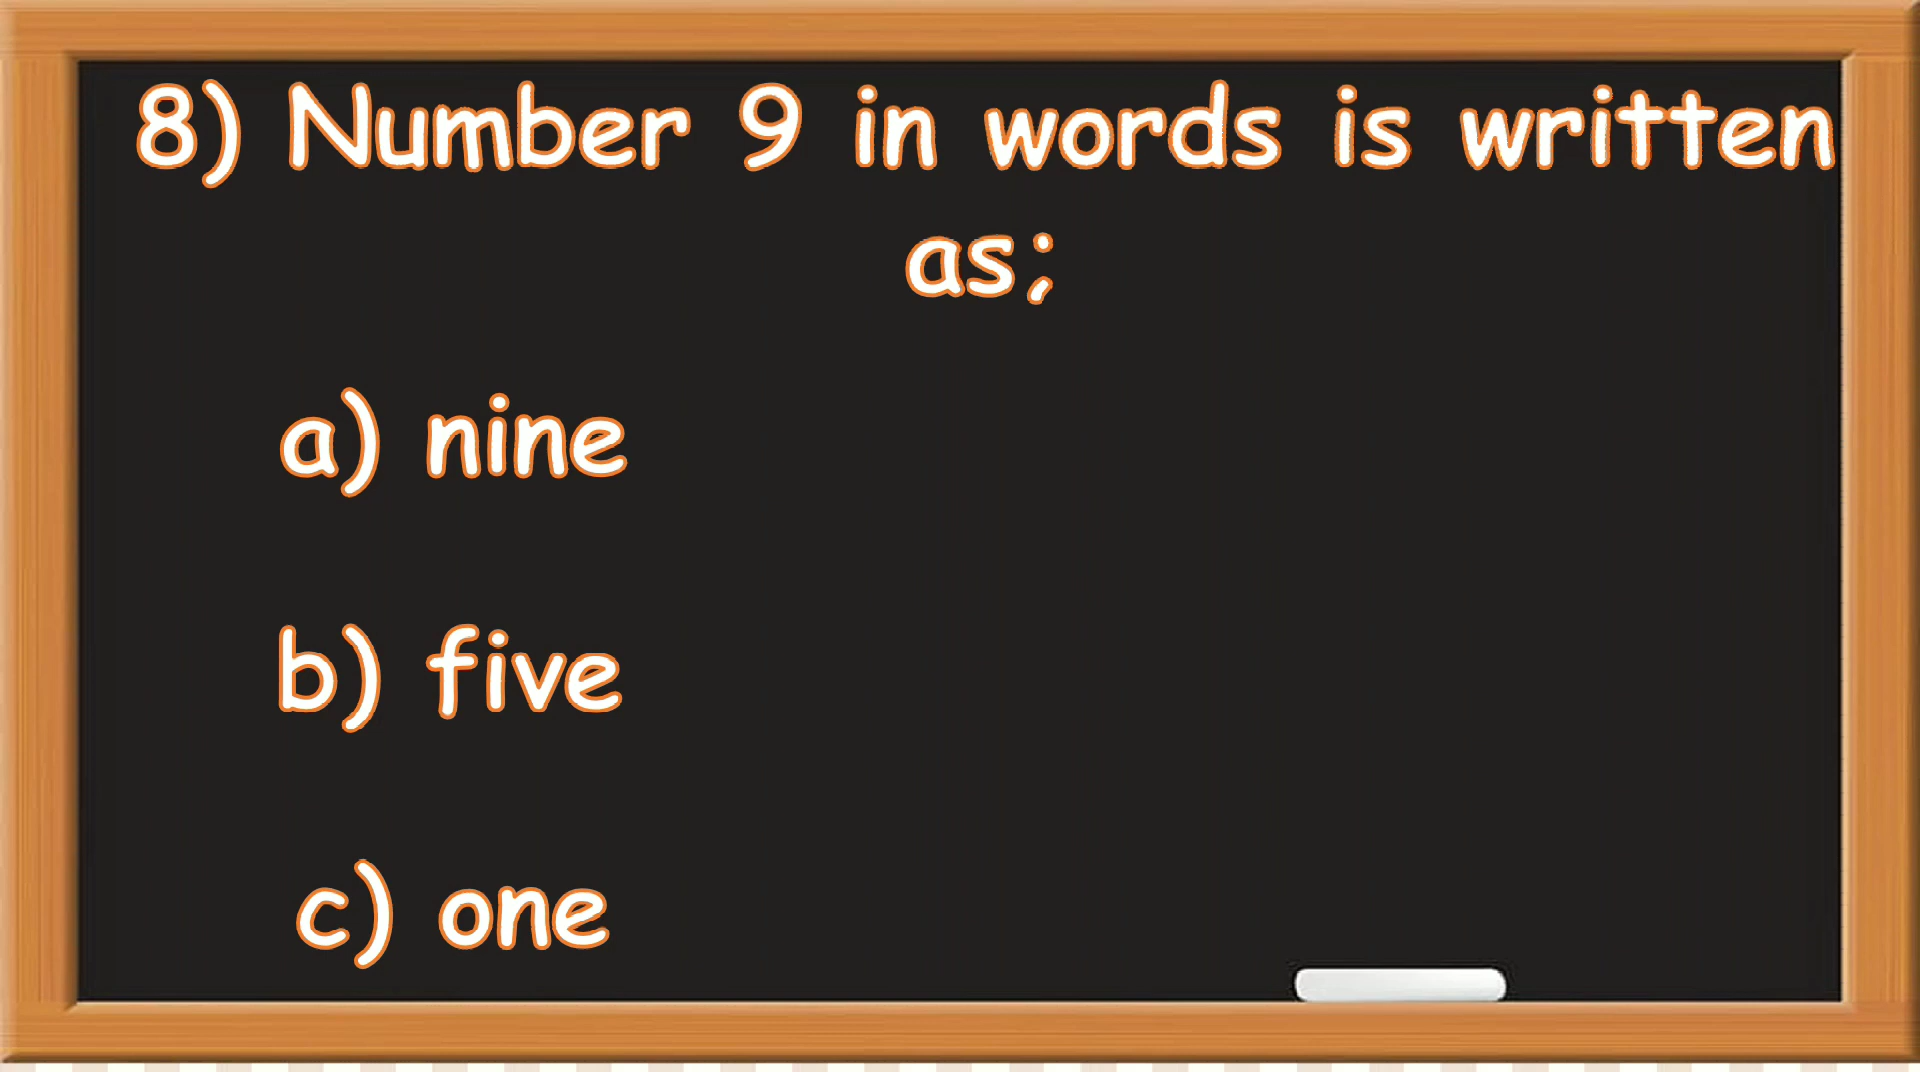 8) Number 9 in words is written
as;
a) nine
b) five
c) one